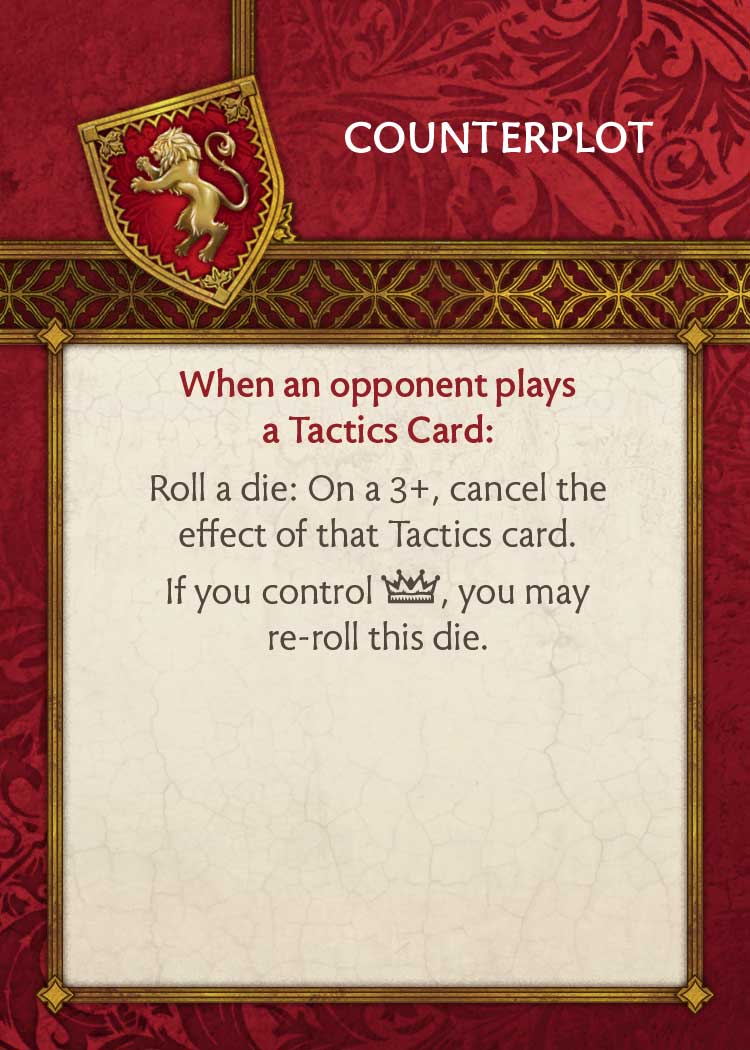 COUNTERPLOT
When an opponent plays
a Tactics Card:
Roll a die: On a 3+, cancel the
effect of that Tactics card.
If you control , you may
re-roll this die.